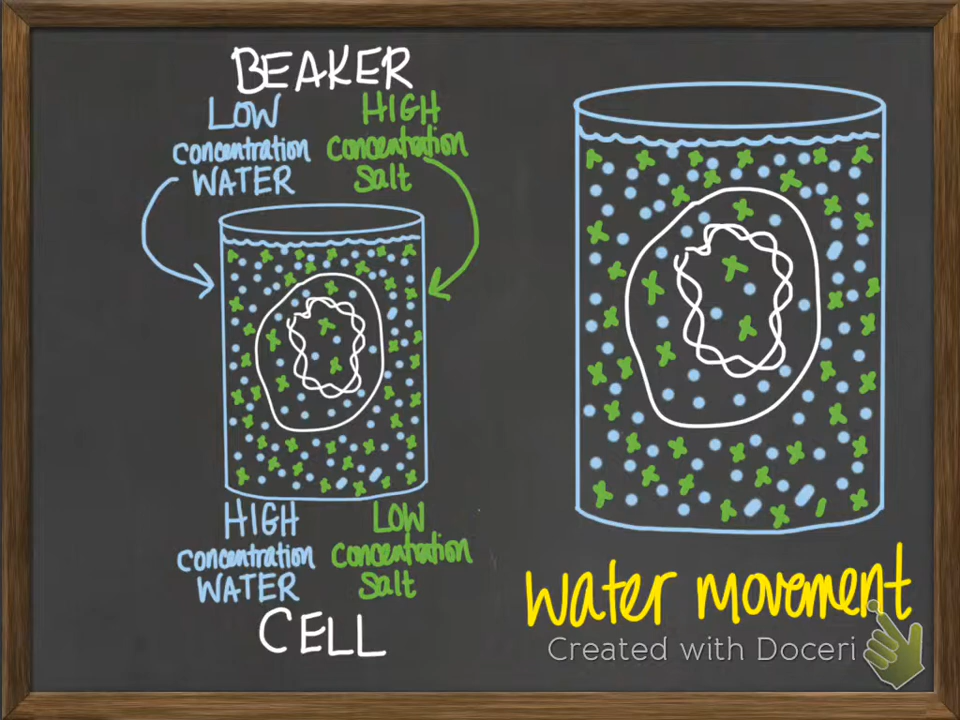 BEAKER
LOW
concentration
WATER
HIGH
concentration
salt
HIGH
concentration
WATER
LOW
concentration
salt
CELL
water movement
Created with Doceri